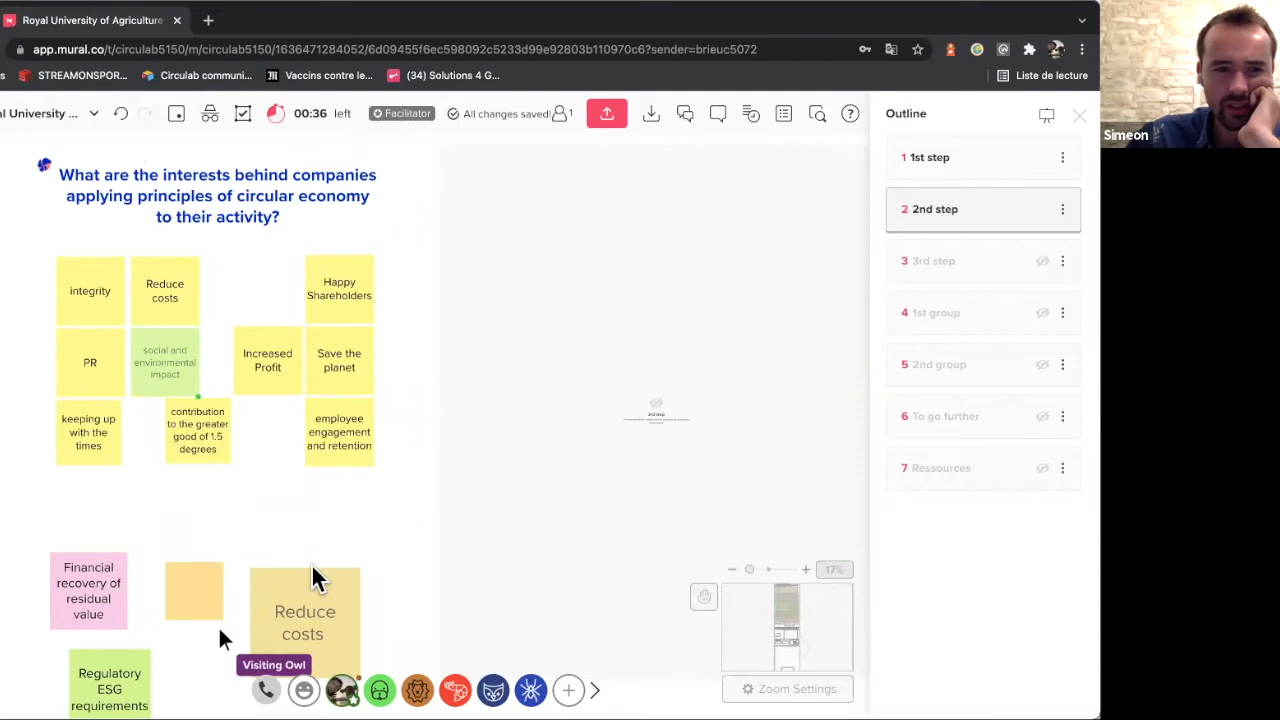 Royal University of Agriculture
app.mural.co/t/circulab5150/m/circulab5150/1636471284052/6d09455f6ec598092c5233d99e92803b110970c6?sender=brieuc5072
s
STREAMONSPOR...
Circulab communi...
Vaccins contre le...
(34) Solutions 4 G...
Liste de lecture
al University ...
00:36 left
Facilitator
All changes saved!
1
Outline
Simeon
1 1st step
2 2nd step
3 3rd step
4 1st group
5 2nd group
6 To go further
7 Ressources
What are the interests behind companies
applying principles of circular economy
to their activity?
integrity
Reduce
costs
Happy
Shareholders
PR
social and
environmental
impact
Increased
Profit
Save the
planet
keeping up
with the
times
contribution
to the greater
good of 1.5
degrees
employee
engagement
and retention
Financial
recovery of
residual
value
Reduce
costs
Regulatory
ESG
requirements
Visiting Owl
17%
Zoom Settings